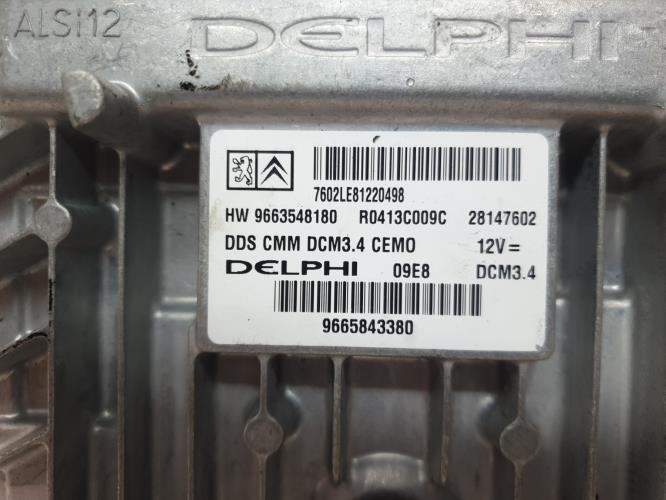 ALSi12 DELPHI
7602LE81220498
HW 9663548180 R0413C009C 28147602
DDS CMM DCM3.4 CEMO 12V=
DELPHI 09E8 DCM3.4
9665843380